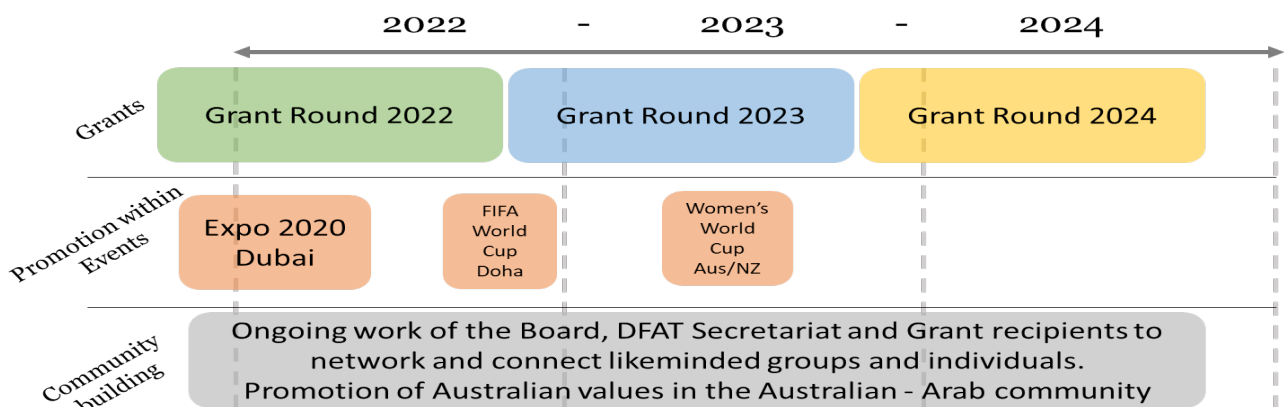 2022 - 2023 - 2024
Grants
Grant Round 2022
Grant Round 2023
Grant Round 2024
Promotion within
Events
Expo 2020
Dubai
FIFA
World
Cup
Doha
Women's
World
Cup
Aus/NZ
Community
building
Ongoing work of the Board, DFAT Secretariat and Grant recipients to
network and connect likeminded groups and individuals.
Promotion of Australian values in the Australian - Arab community